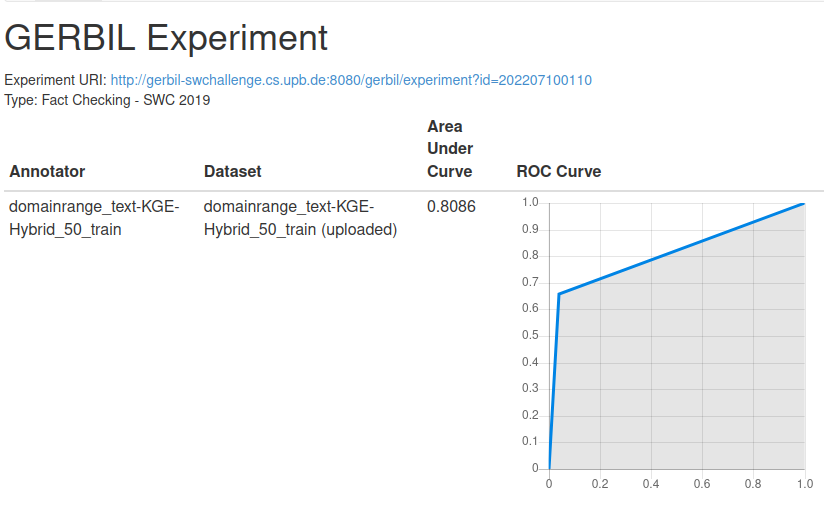 GERBIL Experiment
Experiment URI: http://gerbil-swchallenge.cs.upb.de:8080/gerbil/experiment?id=202207100110
Type: Fact Checking - SWC 2019
Area
Under
Annotator Dataset Curve ROC Curve
domainrange_text-KGE- domainrange_text-KGE- 0.8086
Hybrid_50_train Hybrid_50_train (uploaded)
1.0
0.9
0.8
0.7
0.6
0.5
0.4
0.3
0.2
0.1
0
0 0.2 0.4 0.6 0.8 1.0